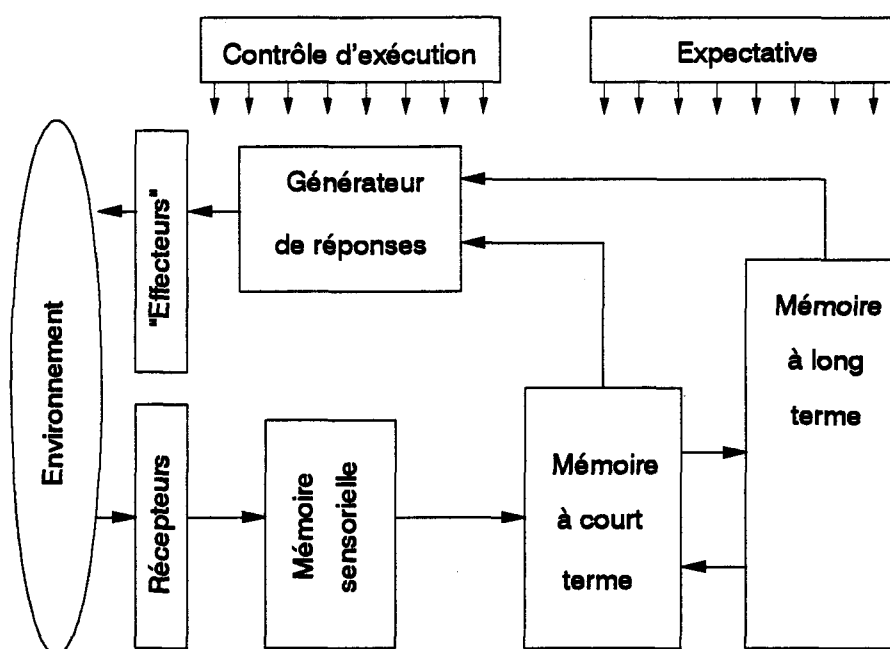 Contrôle d'exécution
Expectative
Générateur
de réponses
"Effecteurs"
Environnement
Mémoire
à long
terme
Récepteurs
Mémoire
sensorielle
Mémoire
à court
terme